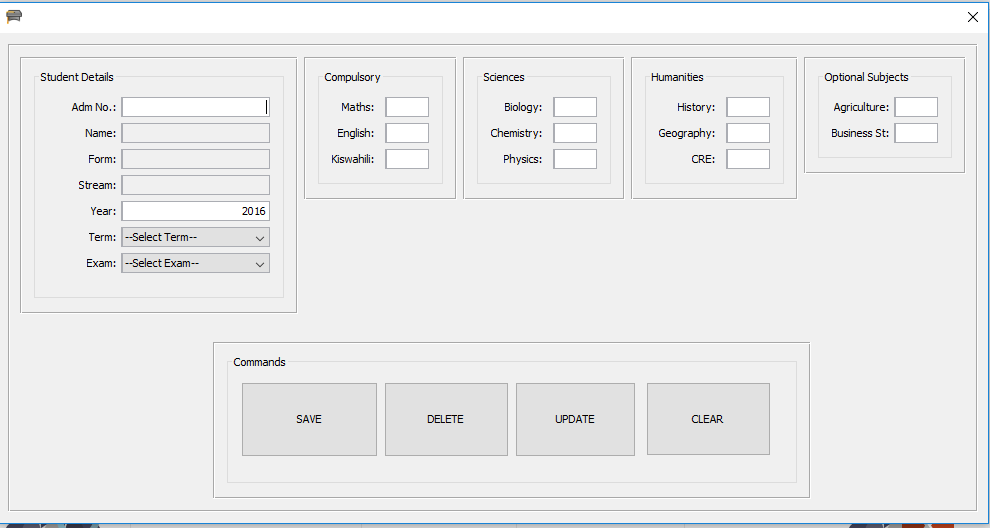 Student Details
Adm No.:
Name:
Form:
Stream:
Year: 2016
Term: --Select Term--
Exam: --Select Exam--
Compulsory
Maths:
English:
Kiswahili:
Sciences
Biology:
Chemistry:
Physics:
Humanities
History:
Geography:
CRE:
Optional Subjects
Agriculture:
Business St:
Commands
SAVE DELETE UPDATE CLEAR